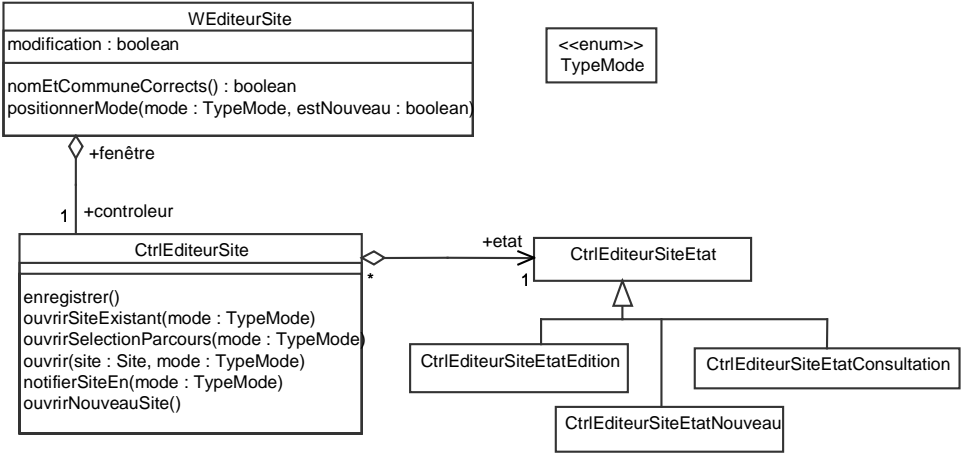 WEditeurSite
modification : boolean
nomEtCommuneCorrects() : boolean
positionnerMode(mode : TypeMode, estNouveau : boolean)
<<enum>>
TypeMode
+fenêtre
1
+controleur
CtrlEditeurSite
enregistrer()
ouvrirSiteExistant(mode : TypeMode)
ouvrirSelectionParcours(mode : TypeMode)
ouvrir(site : Site, mode : TypeMode)
notifierSiteEn(mode : TypeMode)
ouvrirNouveauSite()
*
+etat
1
CtrlEditeurSiteEtat
CtrlEditeurSiteEtatEdition
CtrlEditeurSiteEtatConsultation
CtrlEditeurSiteEtatNouveau